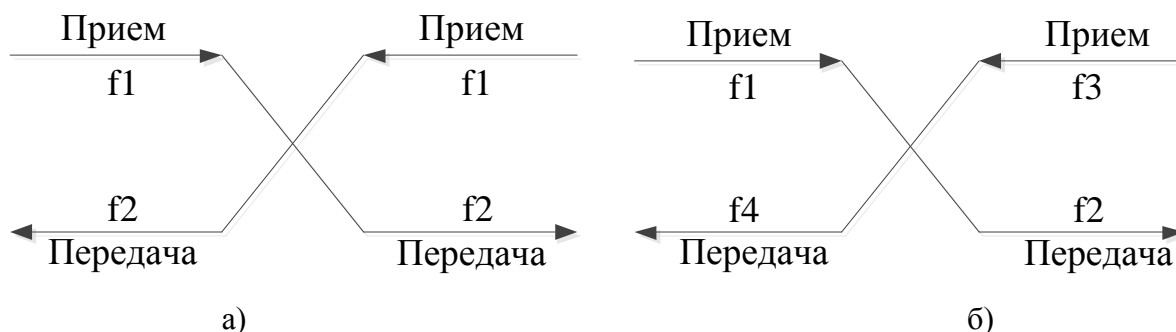 Прием Прием Прием Прием
f1 f1 f1 f3
f2 f2 f4 f2
Передача Передача Передача Передача
а) б)